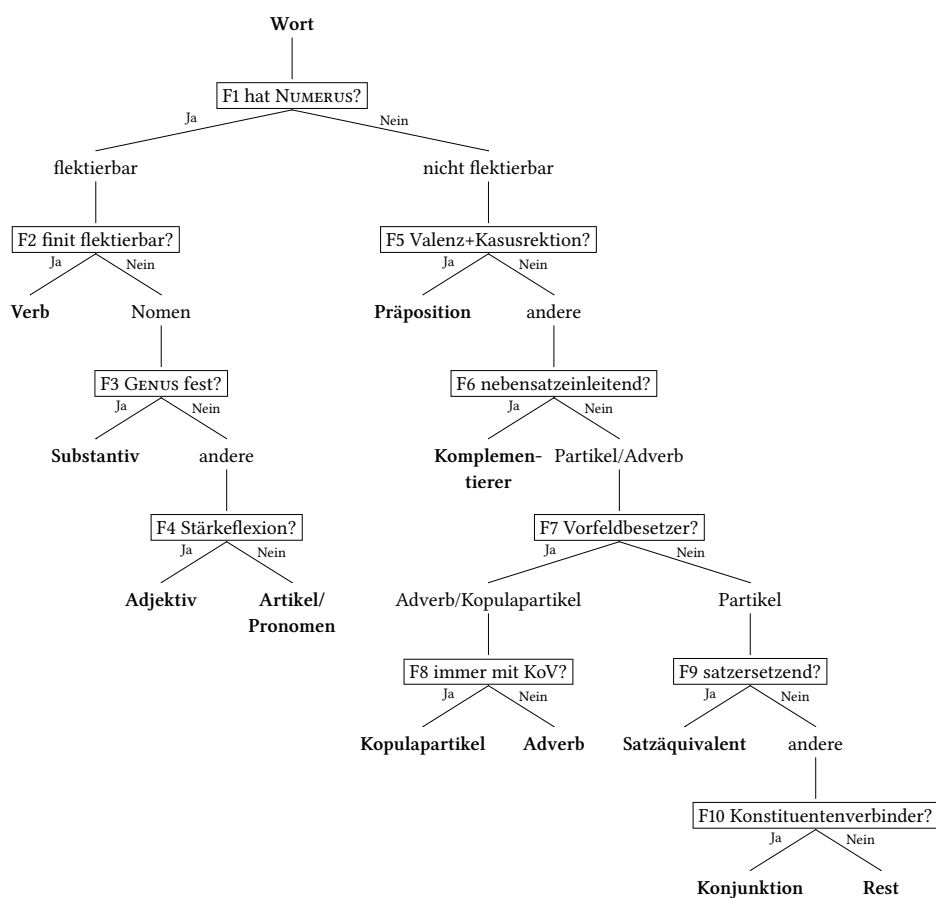 Wort
F1 hat NUMERUS?
Ja Nein
flektierbar nicht flektierbar
F2 finit flektierbar? F5 Valenz+Kasusrektion?
Ja Nein Ja Nein
Verb Nomen Präposition andere
F3 GENUS fest? F6 nebensatzeinleitend?
Ja Nein Ja Nein
Substantiv andere Komplemen- Partikel/Adverb
tierer
F4 Stärkeflexion? F7 Vorfeldbesetzer?
Ja Nein Ja Nein
Adjektiv Artikel/ Adverb/Kopulapartikel Partikel
Pronomen
F8 immer mit KoV? F9 satzersetzend?
Ja Nein Ja Nein
Kopulapartikel Adverb Satzäquivalent andere
F10 Konstituentenverbinder?
Ja Nein
Konjunktion Rest